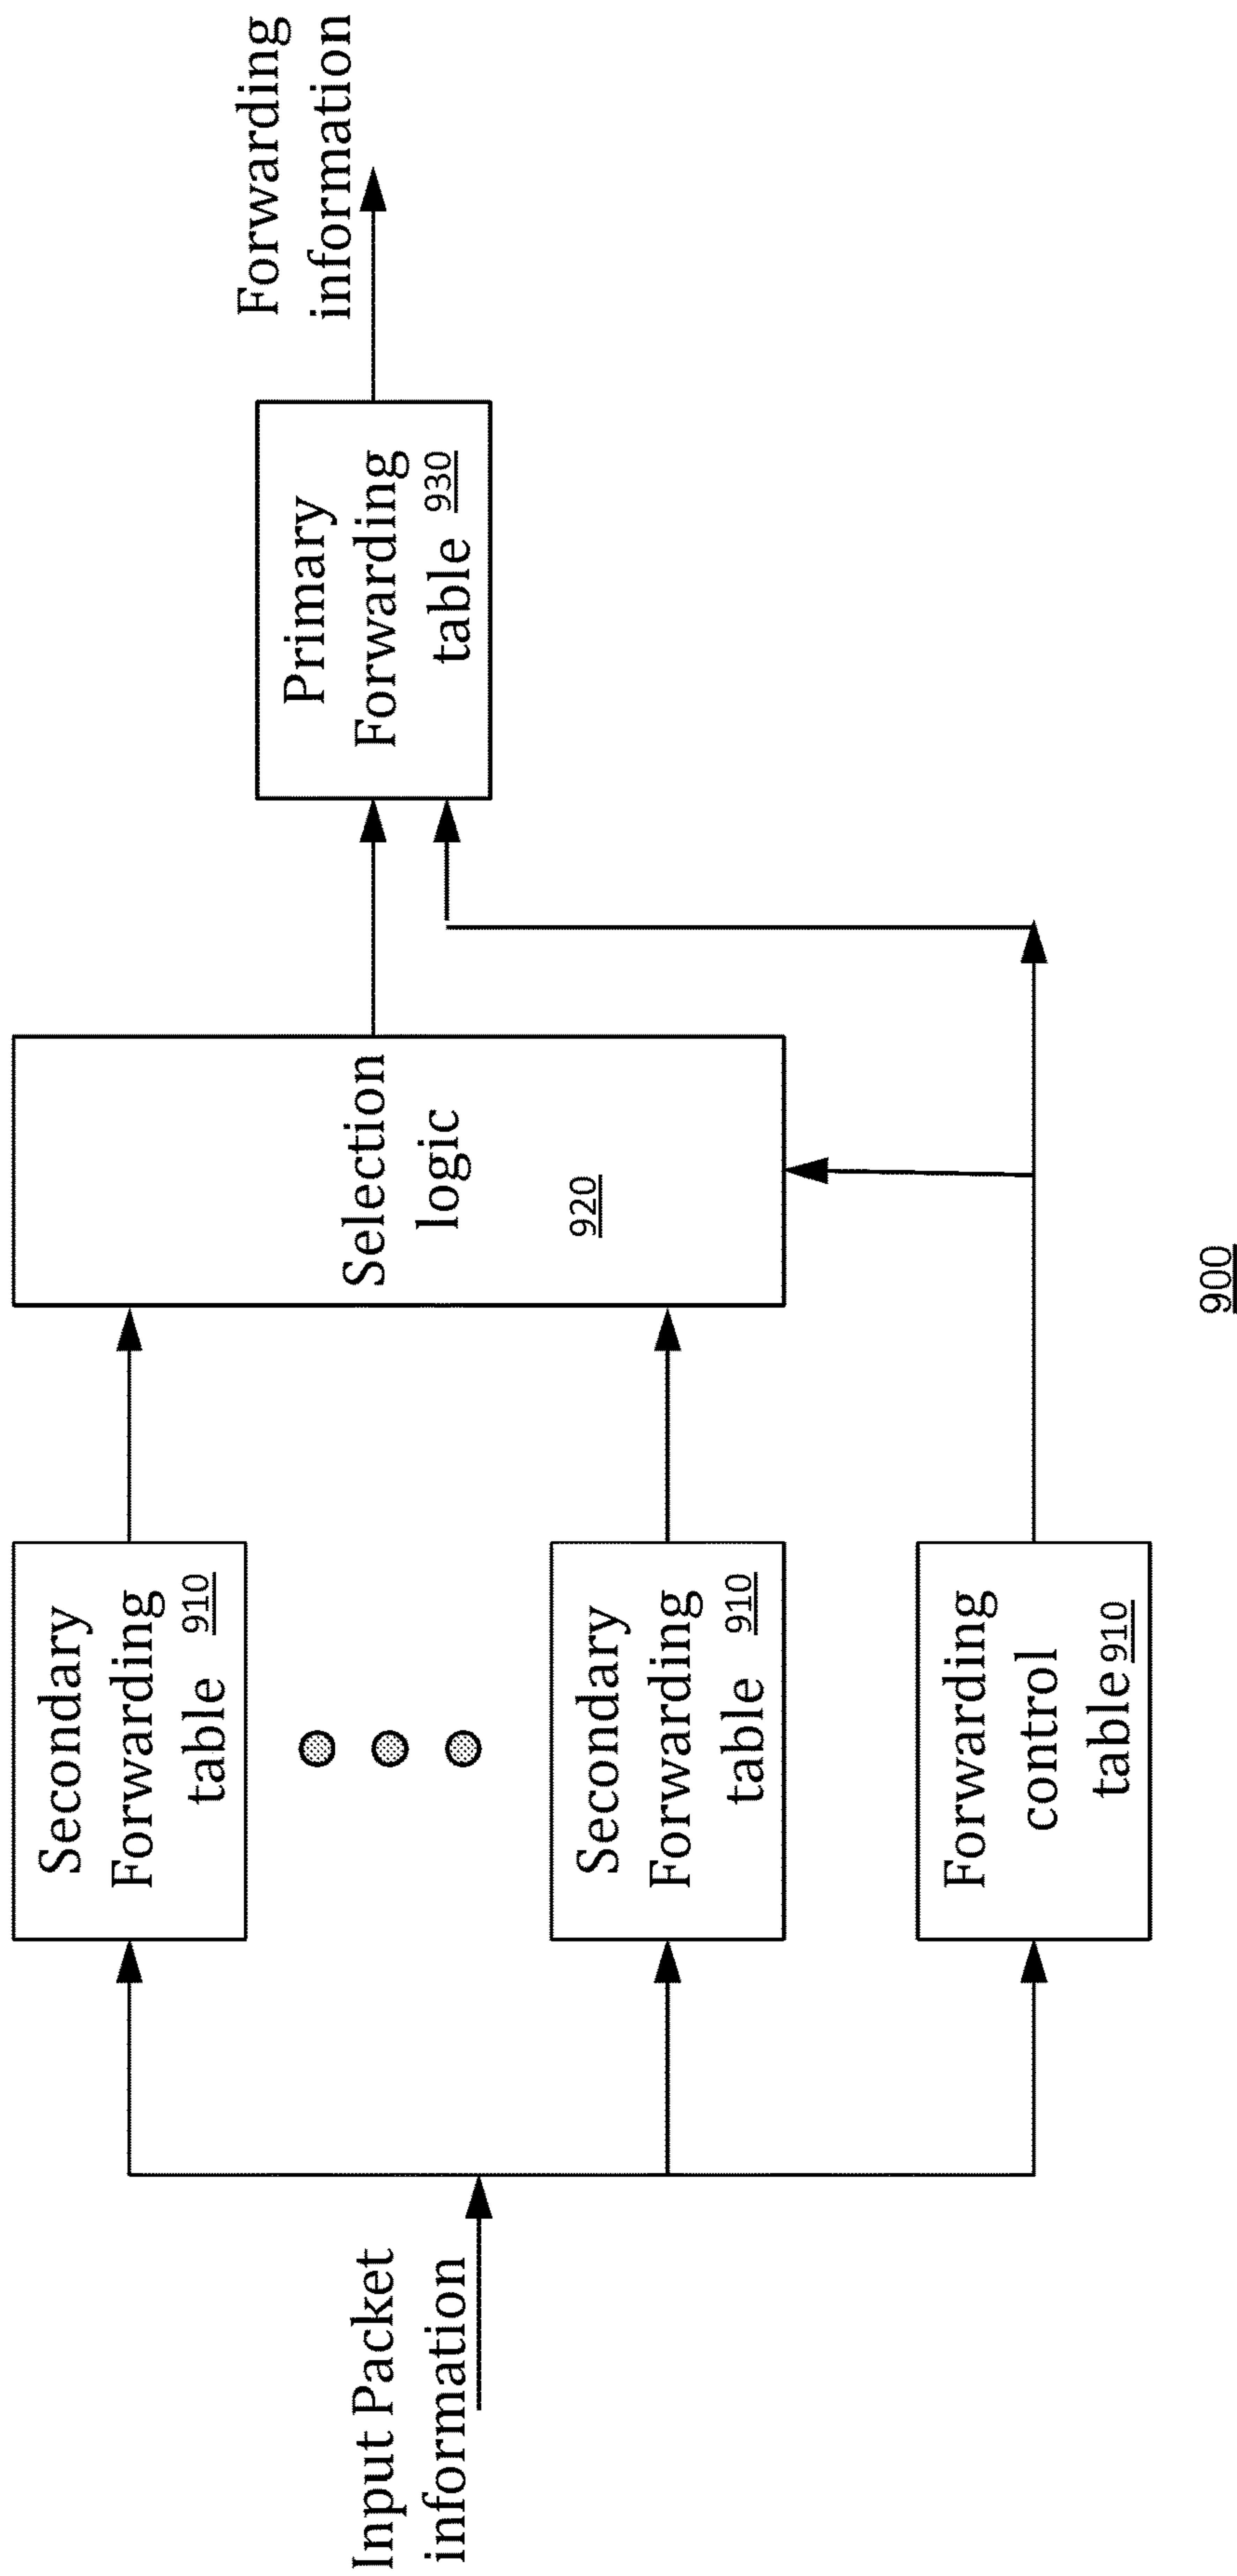 Input Packet
information
Secondary
Forwarding
table 910
Secondary
Forwarding
table 910
Forwarding
control
table 910
Selection
logic
920
Primary
Forwarding
table 930
Forwarding
information
900